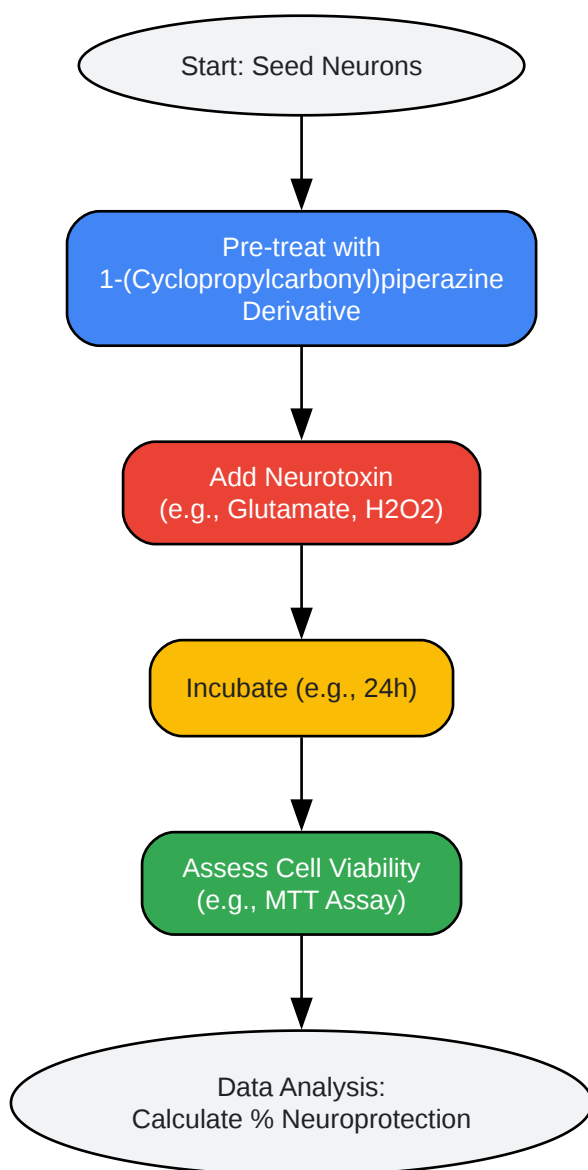 Start: Seed Neurons
Pre-treat with
1-(Cyclopropylcarbonyl)piperazine
Derivative
Add Neurotoxin
(e.g., Glutamate, H2O2)
Incubate (e.g., 24h)
Assess Cell Viability
(e.g., MTT Assay)
Data Analysis:
Calculate % Neuroprotection